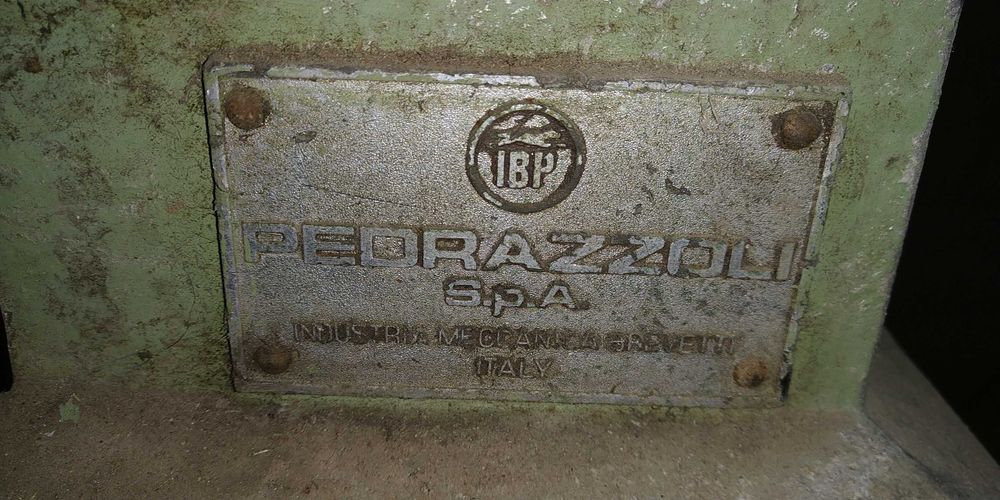 IBP
PEDRAZZOLI
S.p.A.
INDUSTRIA MECCANICA BREVETTI
ITALY